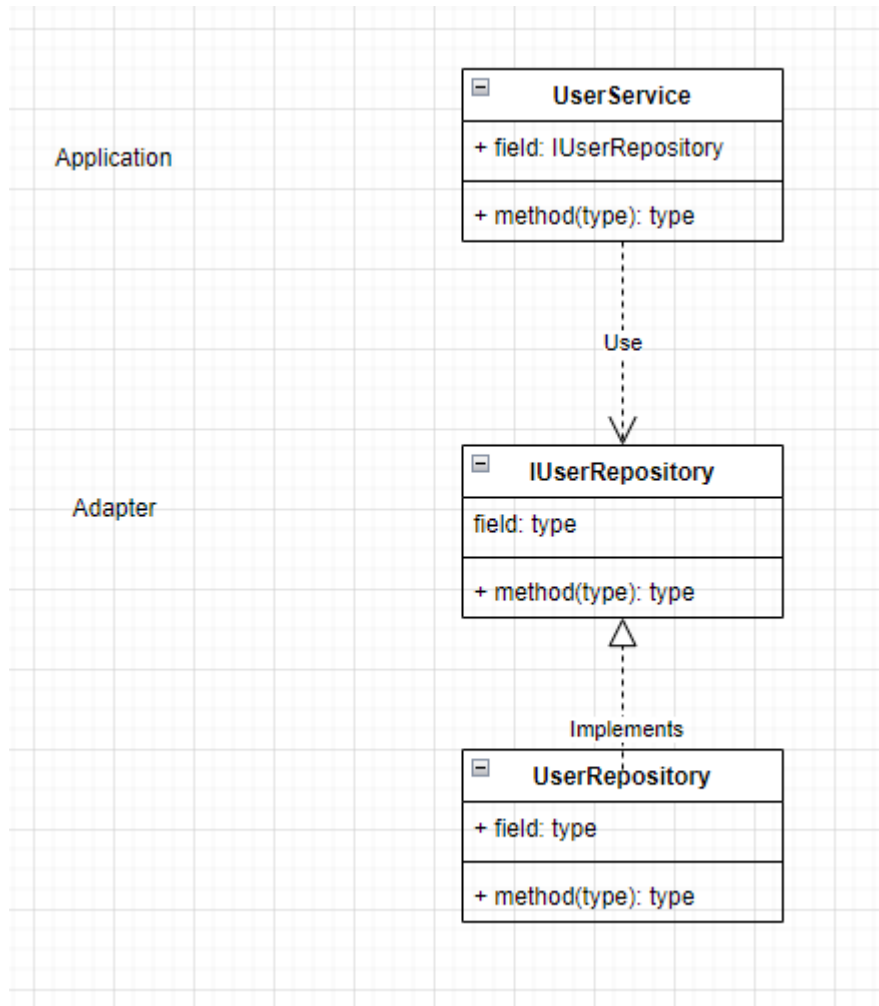 UserService
Application
+ field: IUserRepository
+ method(type): type
Use
IUserRepository
Adapter
field: type
+ method(type): type
Implements
UserRepository
+ field: type
+ method(type): type